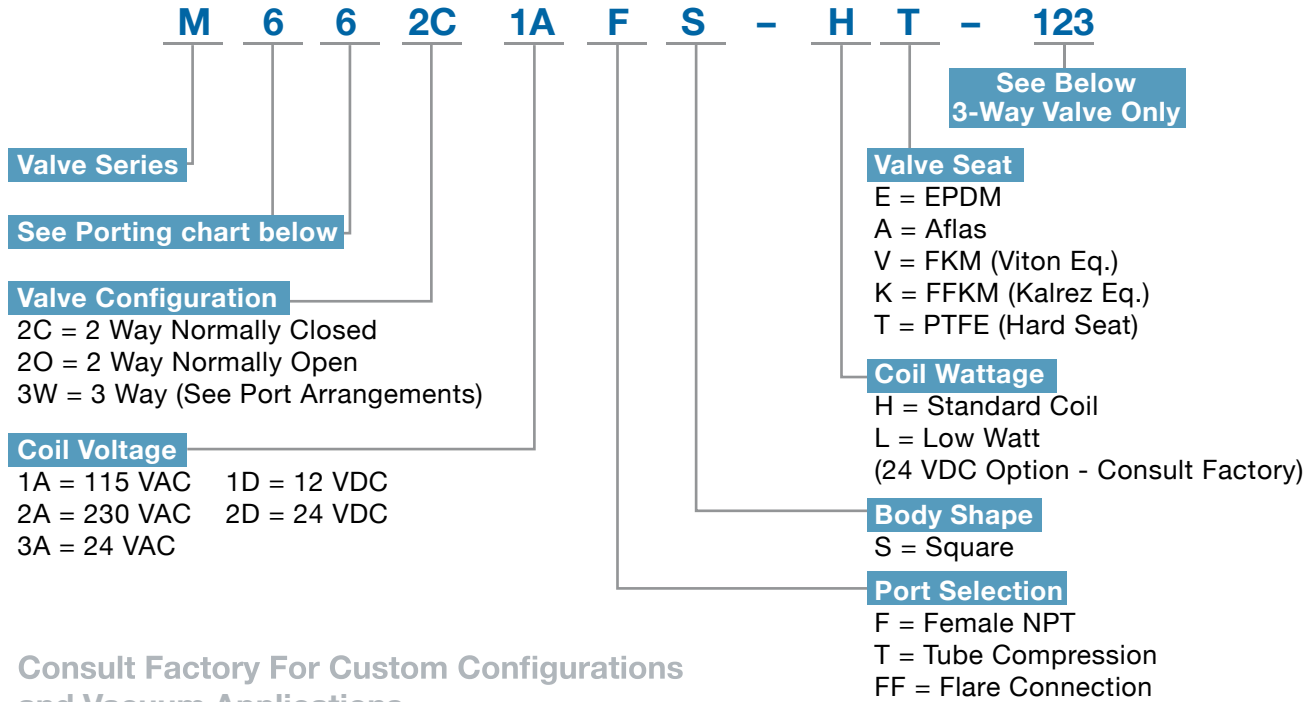 M 6 6 2C 1A F S – H T – 123
See Below
3-Way Valve Only
Valve Series
See Porting chart below
Valve Configuration
2C = 2 Way Normally Closed
2O = 2 Way Normally Open
3W = 3 Way (See Port Arrangements)
Coil Voltage
1A = 115 VAC 1D = 12 VDC
2A = 230 VAC 2D = 24 VDC
3A = 24 VAC
Valve Seat
E = EPDM
A = Aflas
V = FKM (Viton Eq.)
K = FFKM (Kalrez Eq.)
T = PTFE (Hard Seat)
Coil Wattage
H = Standard Coil
L = Low Watt
(24 VDC Option - Consult Factory)
Body Shape
S = Square
Port Selection
F = Female NPT
T = Tube Compression
FF = Flare Connection
Consult Factory For Custom Configurations
and Vacuum Applications